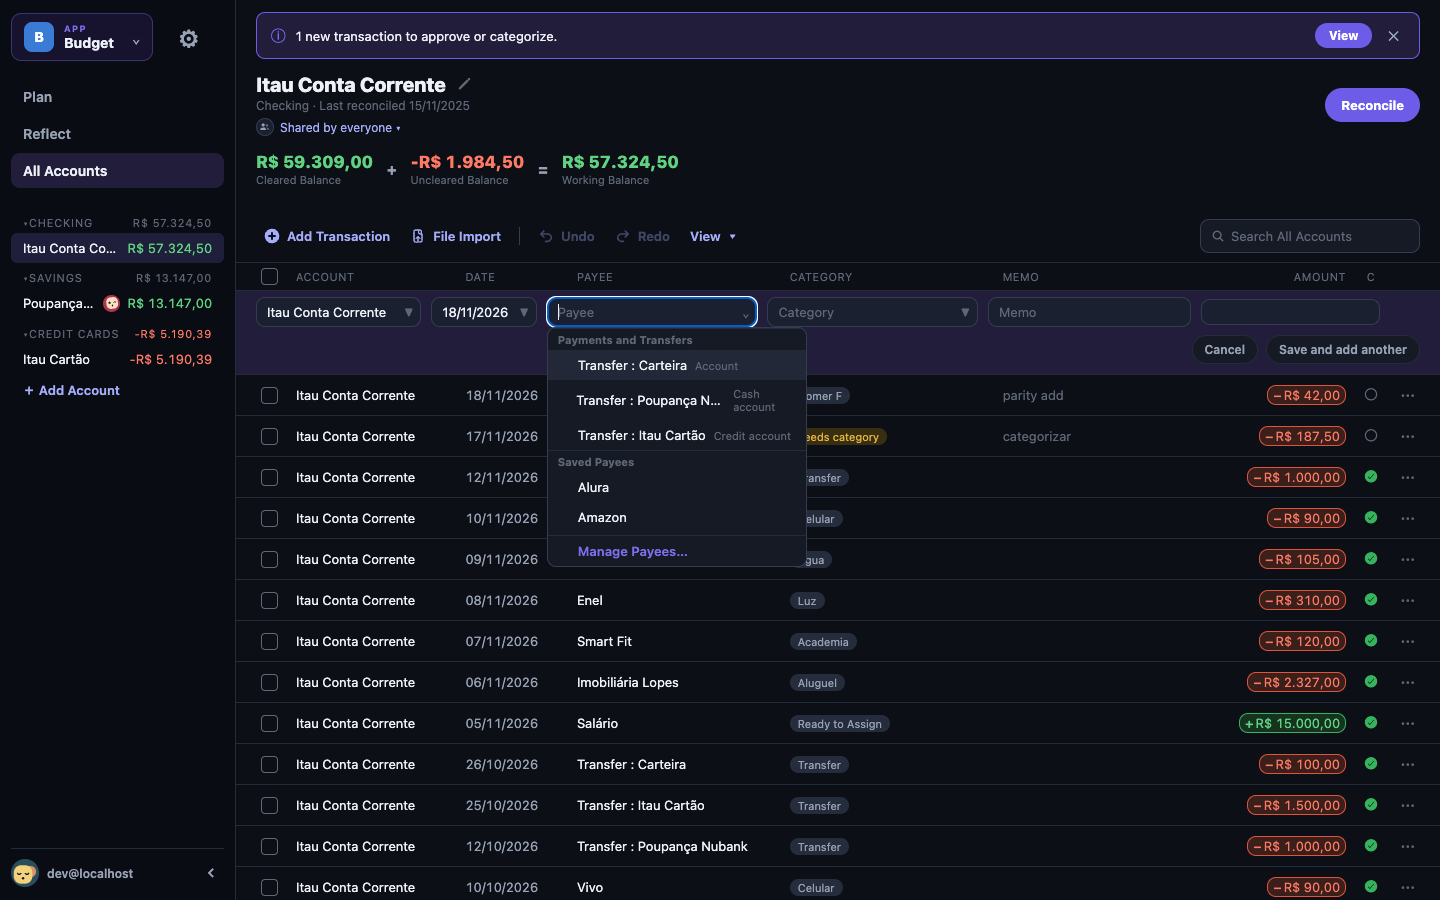 B
APP
Budget
Plan
Reflect
All Accounts
CHECKING R$ 57.324,50
Itau Conta Co... R$ 57.324,50
SAVINGS R$ 13.147,00
Poupança... R$ 13.147,00
CREDIT CARDS -R$ 5.190,39
Itau Cartão -R$ 5.190,39
+ Add Account
dev@localhost
1 new transaction to approve or categorize.
View
Itau Conta Corrente
Checking · Last reconciled 15/11/2025
Shared by everyone
Reconcile
R$ 59.309,00 + -R$ 1.984,50 = R$ 57.324,50
Cleared Balance Uncleared Balance Working Balance
Add Transaction File Import Undo Redo View
Search All Accounts
ACCOUNT DATE PAYEE CATEGORY MEMO AMOUNT C
Itau Conta Corrente 18/11/2026 Payee Category Memo
Cancel Save and add another
Payments and Transfers
Transfer : Carteira Account
Transfer : Poupança N... Cash account
Transfer : Itau Cartão Credit account
Saved Payees
Alura
Amazon
Manage Payees...
Itau Conta Corrente 18/11/2026 omer F parity add −R$ 42,00
Itau Conta Corrente 17/11/2026 eeds category categorizar −R$ 187,50
Itau Conta Corrente 12/11/2026 ransfer −R$ 1.000,00
Itau Conta Corrente 10/11/2026 elular −R$ 90,00
Itau Conta Corrente 09/11/2026 gua −R$ 105,00
Itau Conta Corrente 08/11/2026 Enel Luz −R$ 310,00
Itau Conta Corrente 07/11/2026 Smart Fit Academia −R$ 120,00
Itau Conta Corrente 06/11/2026 Imobiliária Lopes Aluguel −R$ 2.327,00
Itau Conta Corrente 05/11/2026 Salário Ready to Assign +R$ 15.000,00
Itau Conta Corrente 26/10/2026 Transfer : Carteira Transfer −R$ 100,00
Itau Conta Corrente 25/10/2026 Transfer : Itau Cartão Transfer −R$ 1.500,00
Itau Conta Corrente 12/10/2026 Transfer : Poupança Nubank Transfer −R$ 1.000,00
Itau Conta Corrente 10/10/2026 Vivo Celular −R$ 90,00